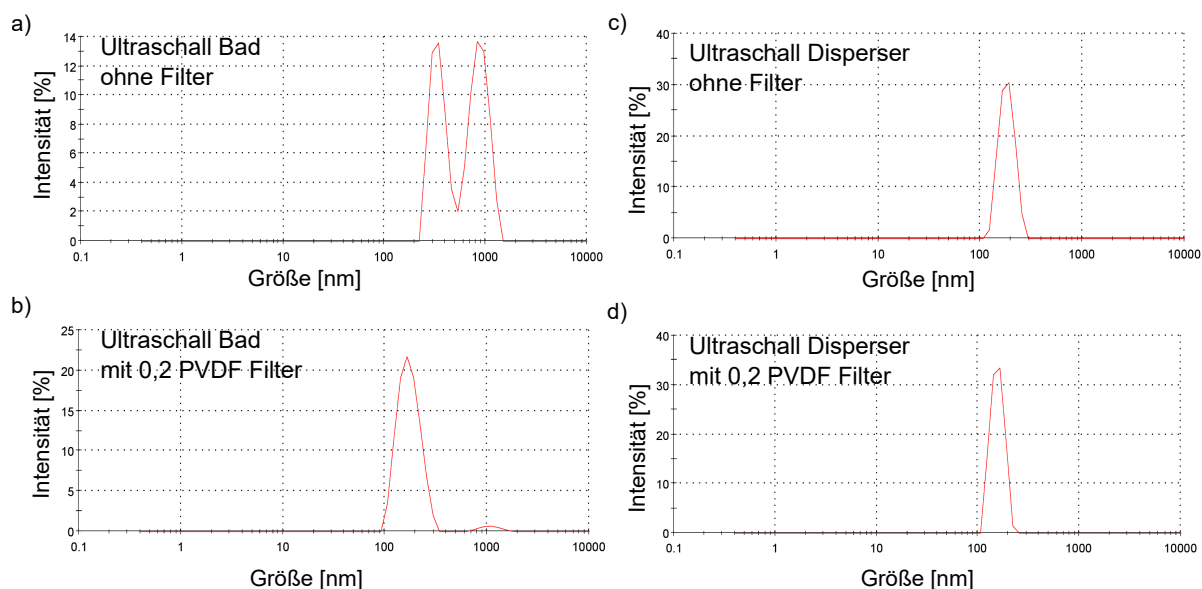 a)
Ultraschall Bad
ohne Filter
Intensität [%]
14
12
10
8
6
4
2
0
0.1 1 10 100 1000 10000
Größe [nm]
c)
Ultraschall Disperser
ohne Filter
Intensität [%]
40
30
20
10
0
0.1 1 10 100 1000 10000
Größe [nm]
b)
Ultraschall Bad
mit 0,2 PVDF Filter
Intensität [%]
25
20
15
10
5
0
0.1 1 10 100 1000 10000
Größe [nm]
d)
Ultraschall Disperser
mit 0,2 PVDF Filter
Intensität [%]
40
30
20
10
0
0.1 1 10 100 1000 10000
Größe [nm]